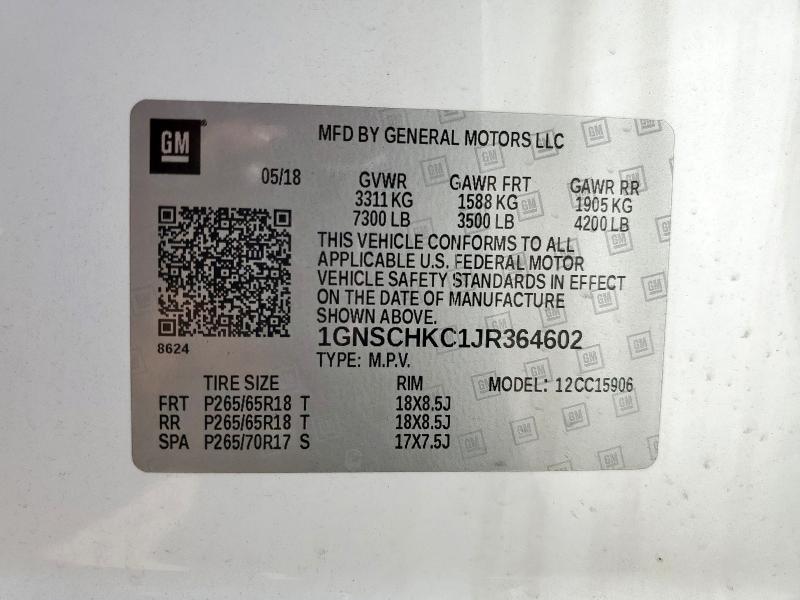 GM
MFD BY GENERAL MOTORS LLC
05/18 GVWR GAWR FRT GAWR RR
3311 KG 1588 KG 1905 KG
7300 LB 3500 LB 4200 LB
THIS VEHICLE CONFORMS TO ALL
APPLICABLE U.S. FEDERAL MOTOR
VEHICLE SAFETY STANDARDS IN EFFECT
ON THE DATE OF MANUFACTURE
SHOWN ABOVE.
8624
1GNSCHKC1JR364602
TYPE: M.P.V.
TIRE SIZE RIM MODEL: 12CC15906
FRT P265/65R18 T 18X8.5J
RR P265/65R18 T 18X8.5J
SPA P265/70R17 S 17X7.5J